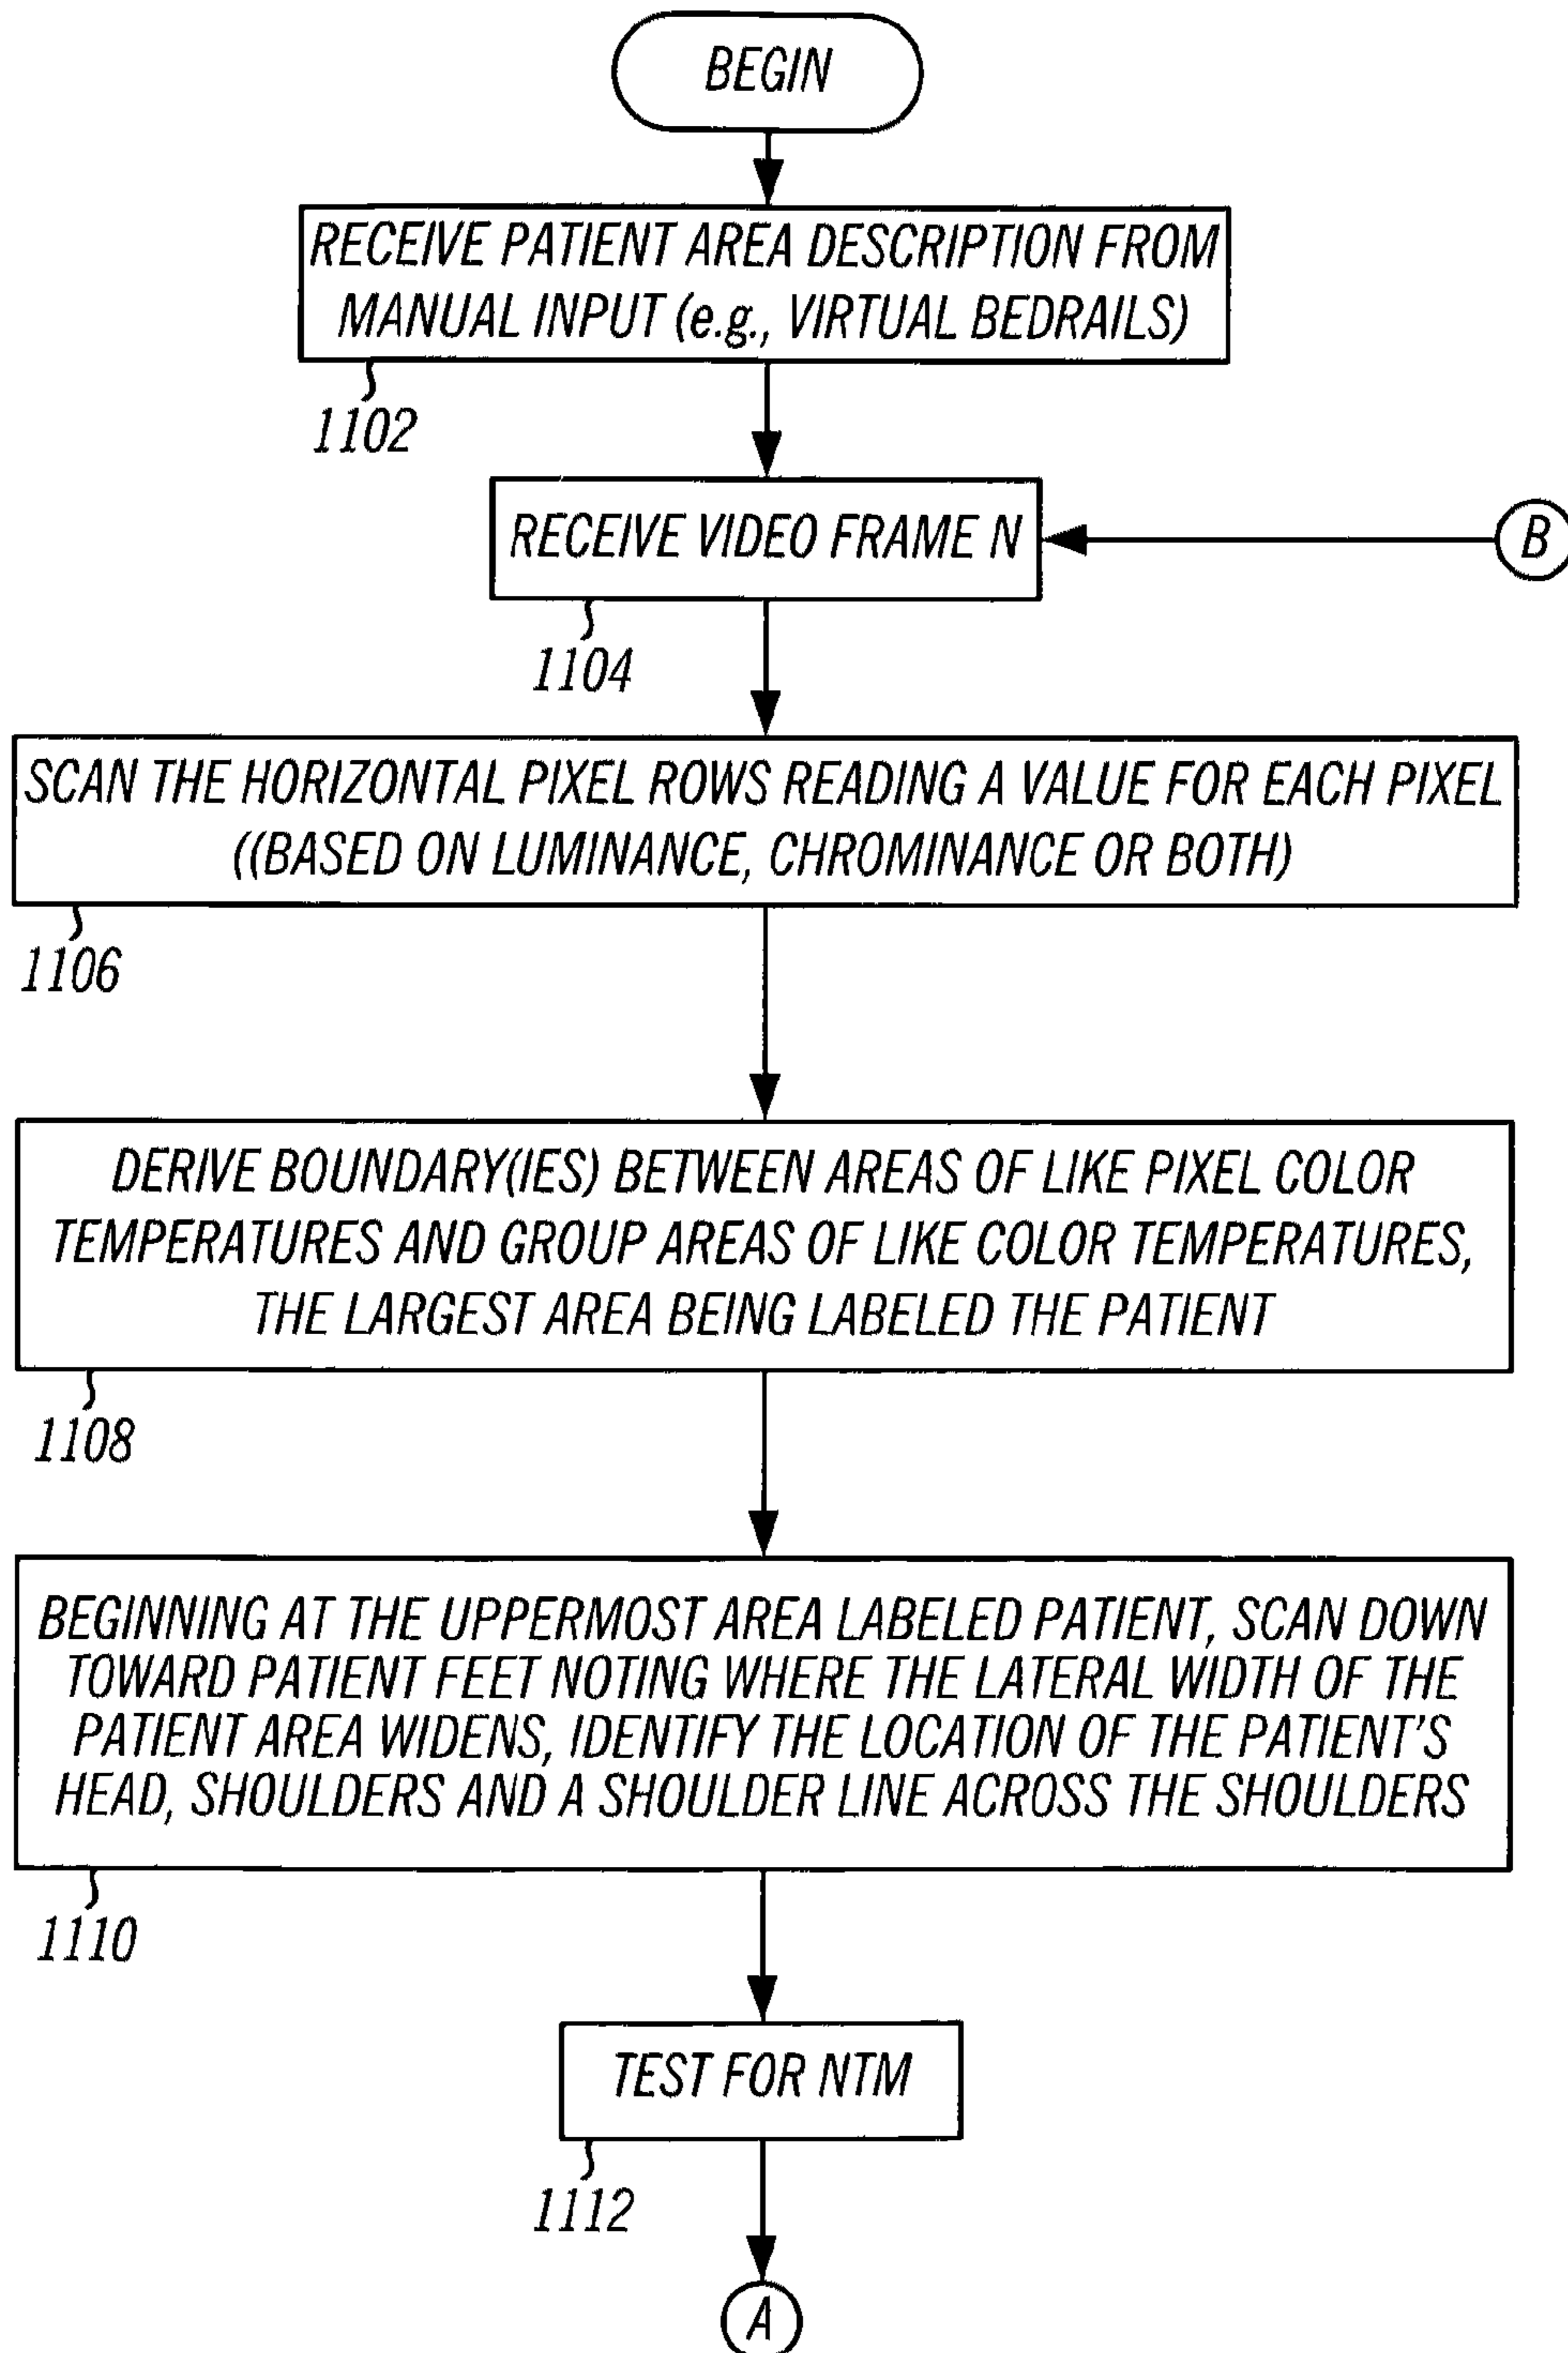 BEGIN
RECEIVE PATIENT AREA DESCRIPTION FROM
MANUAL INPUT (e.g., VIRTUAL BEDRAILS)
1102
RECEIVE VIDEO FRAME N
B
1104
SCAN THE HORIZONTAL PIXEL ROWS READING A VALUE FOR EACH PIXEL
((BASED ON LUMINANCE, CHROMINANCE OR BOTH)
1106
DERIVE BOUNDARY(IES) BETWEEN AREAS OF LIKE PIXEL COLOR
TEMPERATURES AND GROUP AREAS OF LIKE COLOR TEMPERATURES,
THE LARGEST AREA BEING LABELED THE PATIENT
1108
BEGINNING AT THE UPPERMOST AREA LABELED PATIENT, SCAN DOWN
TOWARD PATIENT FEET NOTING WHERE THE LATERAL WIDTH OF THE
PATIENT AREA WIDENS, IDENTIFY THE LOCATION OF THE PATIENT'S
HEAD, SHOULDERS AND A SHOULDER LINE ACROSS THE SHOULDERS
1110
TEST FOR NTM
1112
A